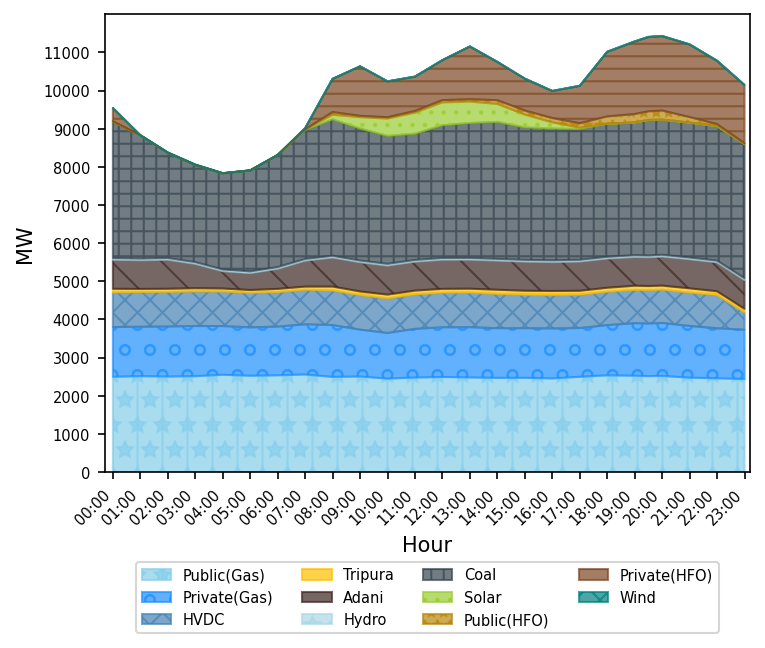 11000
10000
9000
8000
7000
6000
5000
4000
3000
2000
1000
0
MW
00:00 01:00 02:00 03:00 04:00 05:00 06:00 07:00 08:00 09:00 10:00 11:00 12:00 13:00 14:00 15:00 16:00 17:00 18:00 19:00 20:00 21:00 22:00 23:00
Hour
Public(Gas) Tripura Coal Private(HFO)
Private(Gas) Adani Solar Wind
HVDC Hydro Public(HFO)